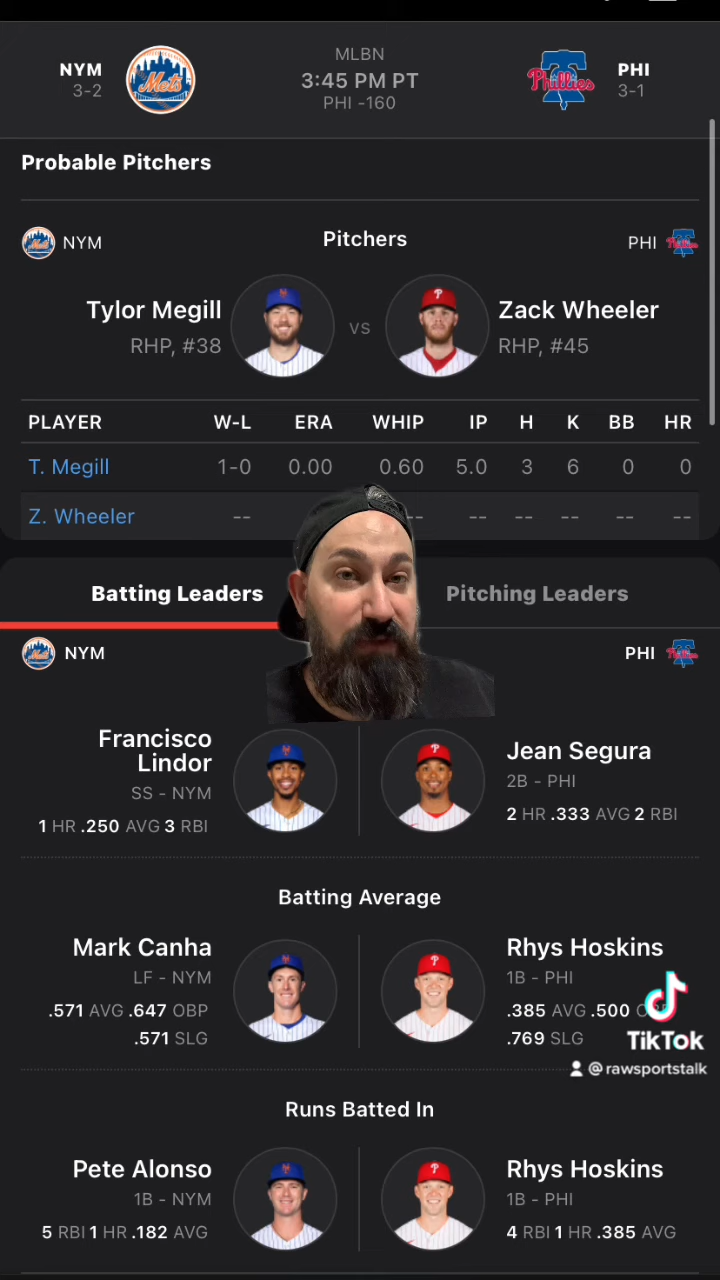 MLBN
NYM
3-2
Mets
3:45 PM PT
PHI -160
Phillies
PHI
3-1
Probable Pitchers
NYM
Pitchers
PHI
Tylor Megill
RHP, #38
VS
Zack Wheeler
RHP, #45
PLAYER W-L ERA WHIP IP H K BB HR
T. Megill 1-0 0.00 0.60 5.0 3 6 0 0
Z. Wheeler -- -- -- -- -- -- --
Batting Leaders
Pitching Leaders
NYM
PHI
Francisco
Lindor
SS - NYM
1 HR .250 AVG 3 RBI
Jean Segura
2B - PHI
2 HR .333 AVG 2 RBI
Batting Average
Mark Canha
LF - NYM
.571 AVG .647 OBP
.571 SLG
Rhys Hoskins
1B - PHI
.385 AVG .500
.769 SLG
TikTok
@rawsportstalk
Runs Batted In
Pete Alonso
1B - NYM
5 RBI 1 HR .182 AVG
Rhys Hoskins
1B - PHI
4 RBI 1 HR .385 AVG